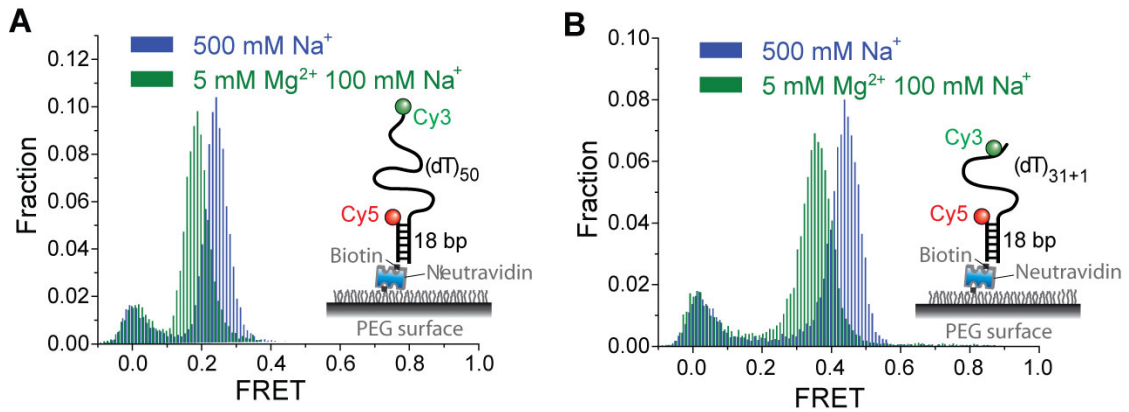 A
500 mM Na⁺
5 mM Mg²⁺ 100 mM Na⁺
Fraction
0.12
0.10
0.08
0.06
0.04
0.02
0.00
0.0 0.2 0.4 0.6 0.8 1.0
FRET
Cy3
(dT)₅₀
Cy5
18 bp
Biotin
Neutravidin
PEG surface
B
500 mM Na⁺
5 mM Mg²⁺ 100 mM Na⁺
Fraction
0.10
0.08
0.06
0.04
0.02
0.00
0.0 0.2 0.4 0.6 0.8 1.0
FRET
Cy3
(dT)₃₁₊₁
Cy5
18 bp
Biotin
Neutravidin
PEG surface